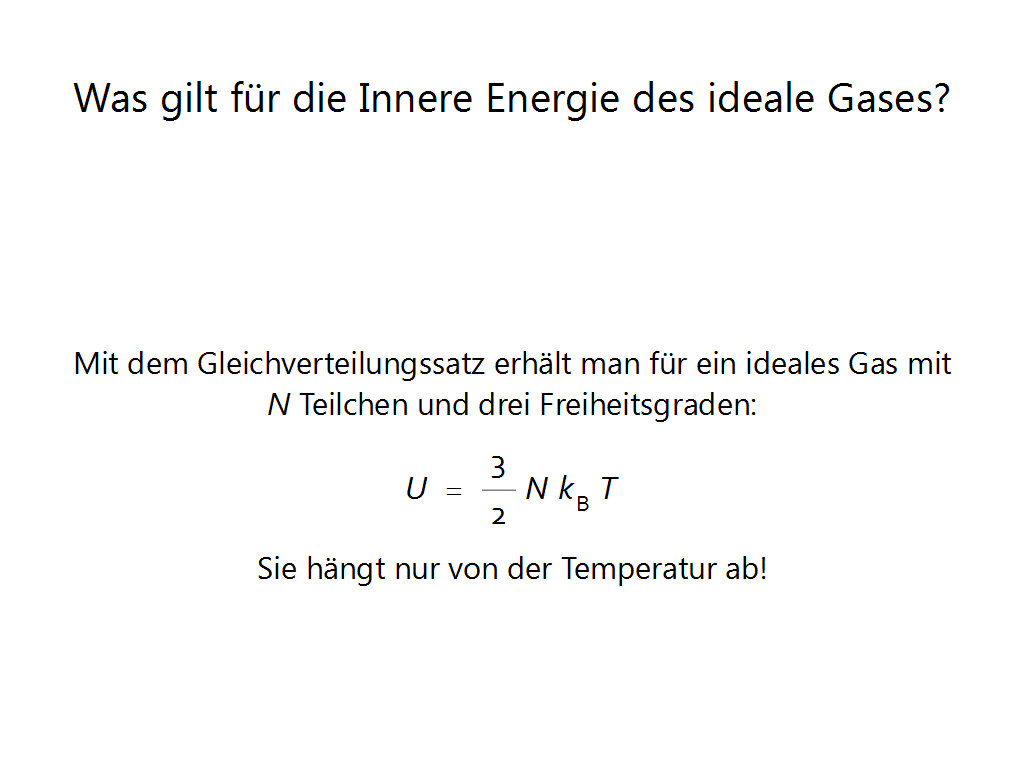 Was gilt für die Innere Energie des ideale Gases?
Mit dem Gleichverteilungssatz erhält man für ein ideales Gas mit
N Teilchen und drei Freiheitsgraden:
U = 3/2 N k_B T
Sie hängt nur von der Temperatur ab!